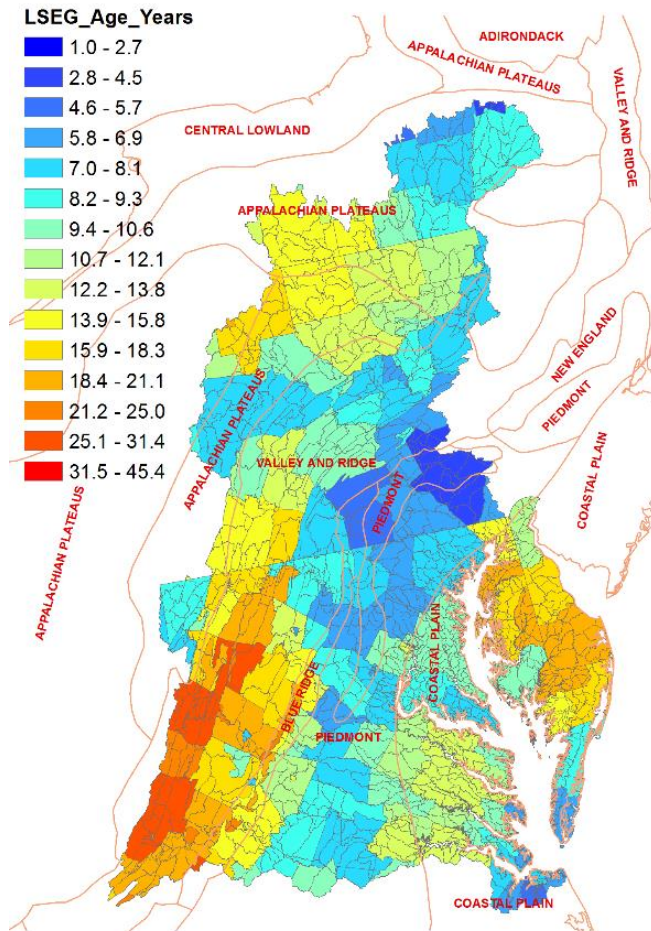 LSEG_Age_Years
1.0 - 2.7
2.8 - 4.5
4.6 - 5.7
5.8 - 6.9
7.0 - 8.1
8.2 - 9.3
9.4 - 10.6
10.7 - 12.1
12.2 - 13.8
13.9 - 15.8
15.9 - 18.3
18.4 - 21.1
21.2 - 25.0
25.1 - 31.4
31.5 - 45.4
ADIRONDACK
APPALACHIAN PLATEAUS
VALLEY AND RIDGE
CENTRAL LOWLAND
APPALACHIAN PLATEAUS
NEW ENGLAND
PIEDMONT
COASTAL PLAIN
APPALACHIAN PLATEAUS
VALLEY AND RIDGE
PIEDMONT
APPALACHIAN PLATEAUS
COASTAL PLAIN
BLUE RIDGE
PIEDMONT
COASTAL PLAIN